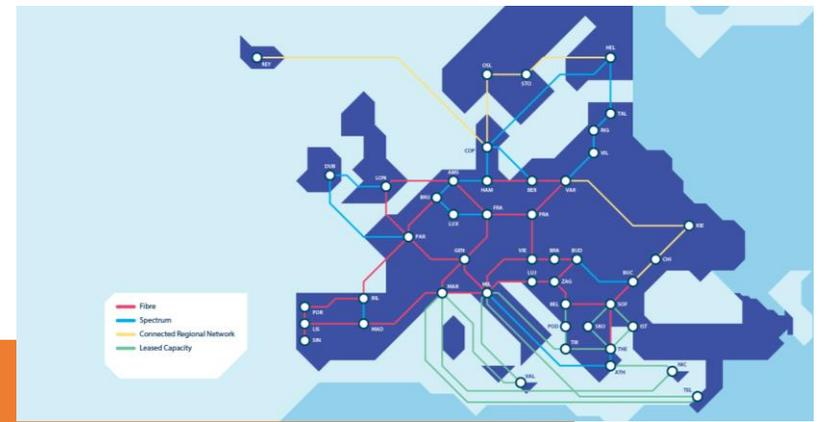 REY
OSL
STO
HEL
TAL
RIG
VIL
COP
DUB
LON
AMS
HAM
BER
VAR
BRU
LUX
FRA
PRA
PAR
KIE
GEN
VIE
BRA
BUD
CHI
LUJ
ZAG
BUC
MAR
MIL
BIL
POR
LIS
MAD
SIN
BEL
SOF
POD
SKO
IST
TIR
THE
ATH
VAL
NIC
TEL
Fibre
Spectrum
Connected Regional Network
Leased Capacity